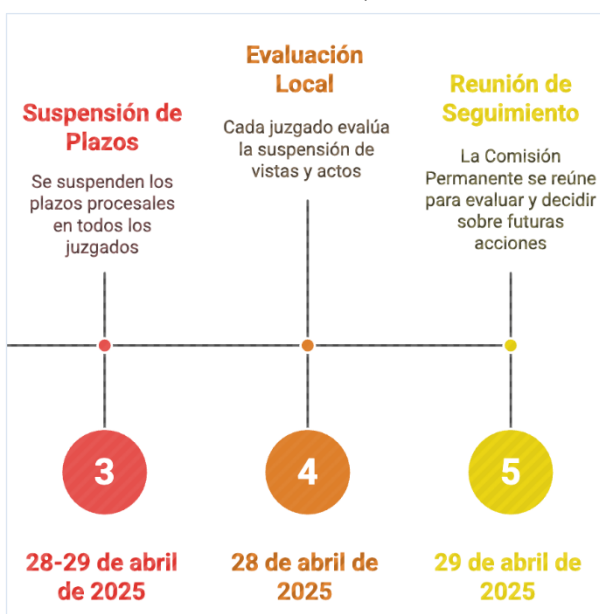 Suspensión de
Plazos
Se suspenden los
plazos procesales
en todos los
juzgados
3
28-29 de abril
de 2025
Evaluación
Local
Cada juzgado evalúa
la suspensión de
vistas y actos
4
28 de abril de
2025
Reunión de
Seguimiento
La Comisión
Permanente se reúne
para evaluar y decidir
sobre futuras
acciones
5
29 de abril de
2025